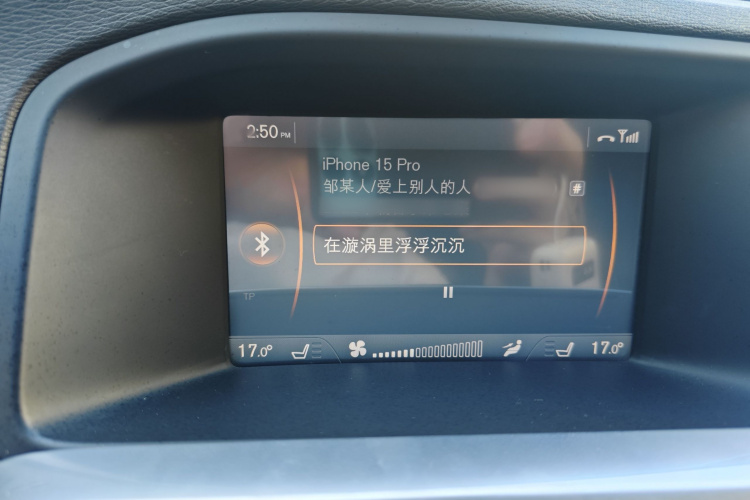 2:50 PM
iPhone 15 Pro
邹某人/爱上别人的人
#
在漩涡里浮浮沉沉
TP
17.0° 17.0°